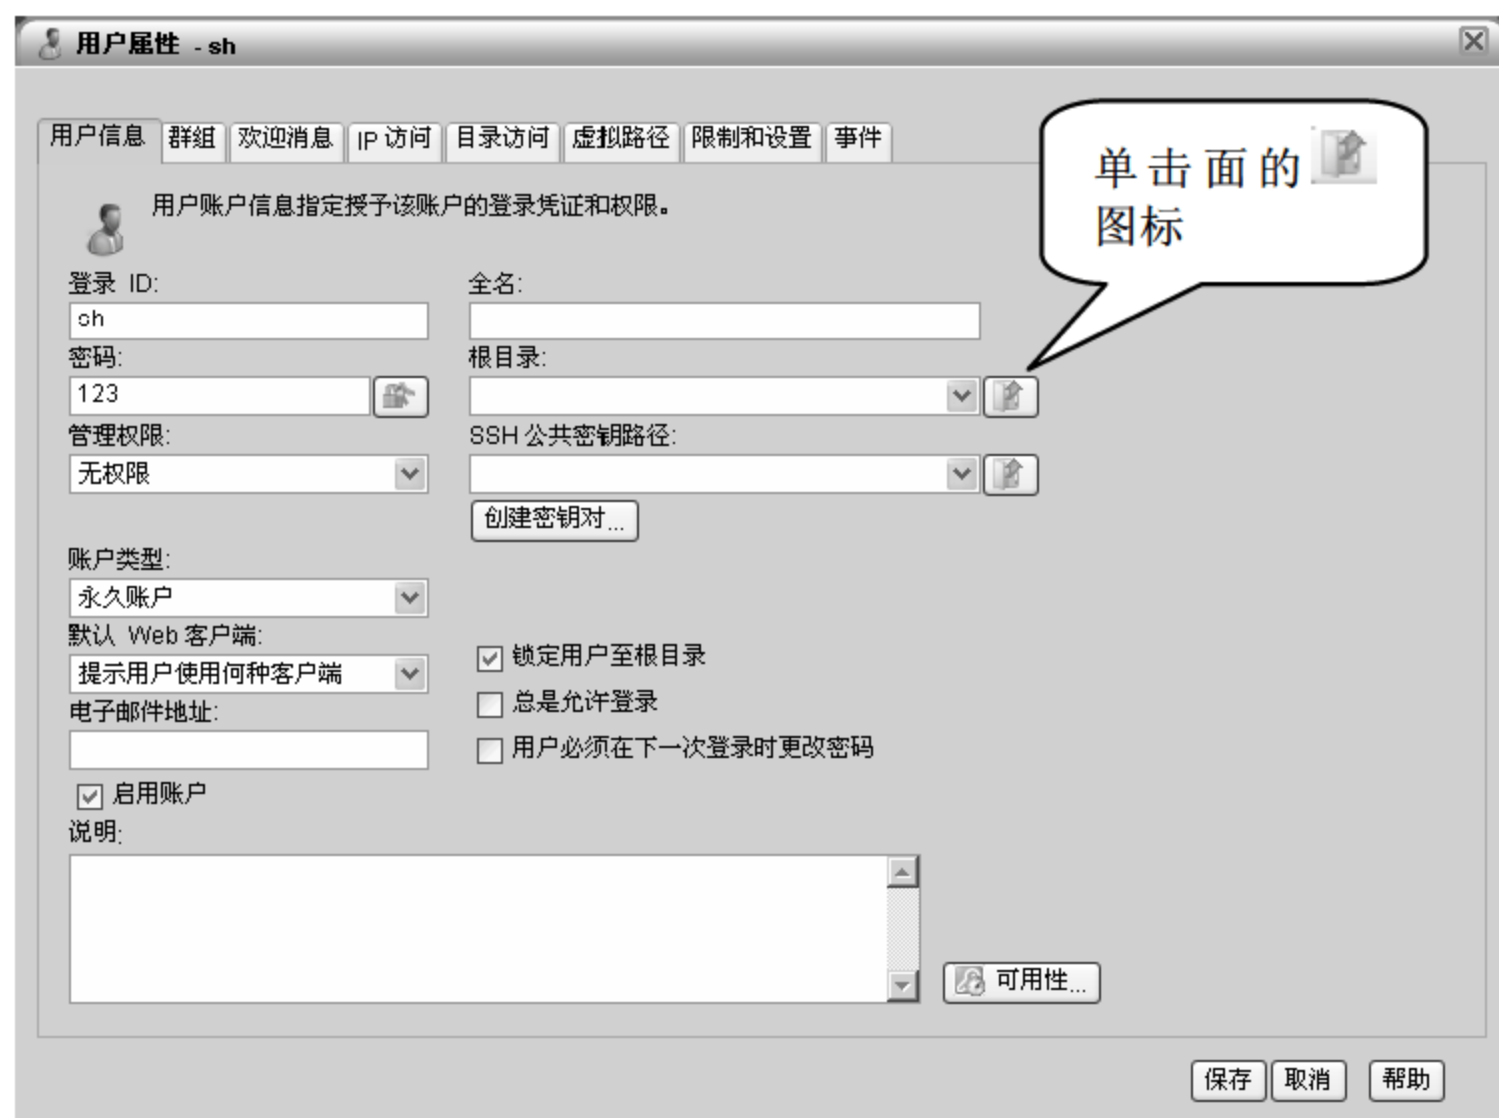 用户属性 - sh
用户信息 群组 欢迎消息 IP 访问 目录访问 虚拟路径 限制和设置 事件
单击面的
图标
用户账户信息指定授予该账户的登录凭证和权限。
登录 ID: 全名:
sh
密码: 根目录:
123
管理权限: SSH 公共密钥路径:
无权限
创建密钥对...
账户类型:
永久账户
默认 Web 客户端:
锁定用户至根目录
提示用户使用何种客户端
总是允许登录
电子邮件地址:
用户必须在下一次登录时更改密码
启用账户
说明:
可用性...
保存 取消 帮助